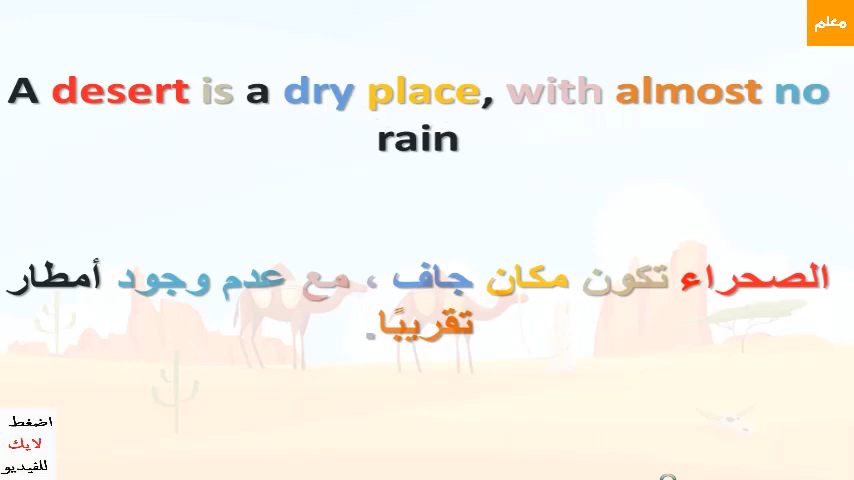 معلم
A desert is a dry place, with almost no
rain
الصحراء تكون مكان جاف ، مع عدم وجود أمطار
تقريبًا.
اضغط
لايك
للفيديو